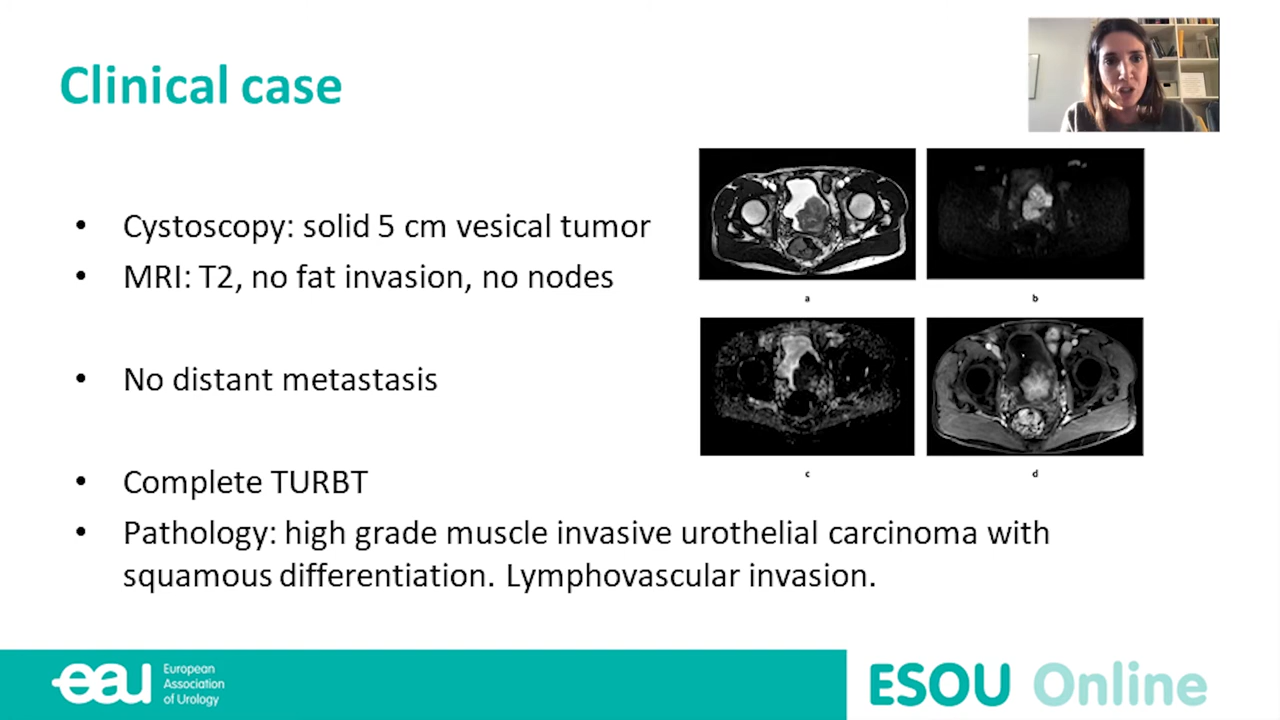 Clinical case
• Cystoscopy: solid 5 cm vesical tumor
• MRI: T2, no fat invasion, no nodes
• No distant metastasis
• Complete TURBT
• Pathology: high grade muscle invasive urothelial carcinoma with
squamous differentiation. Lymphovascular invasion.
a
b
c
d
eau
European
Association
of Urology
ESOU Online